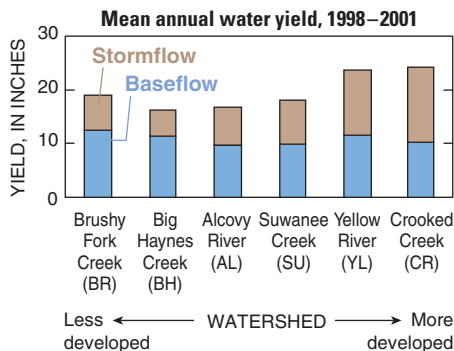 Mean annual water yield, 1998–2001
YIELD, IN INCHES
30
20
10
0
Stormflow
Baseflow
Brushy Fork Creek (BR)
Big Haynes Creek (BH)
Alcovy River (AL)
Suwanee Creek (SU)
Yellow River (YL)
Crooked Creek (CR)
Less developed
WATERSHED
More developed